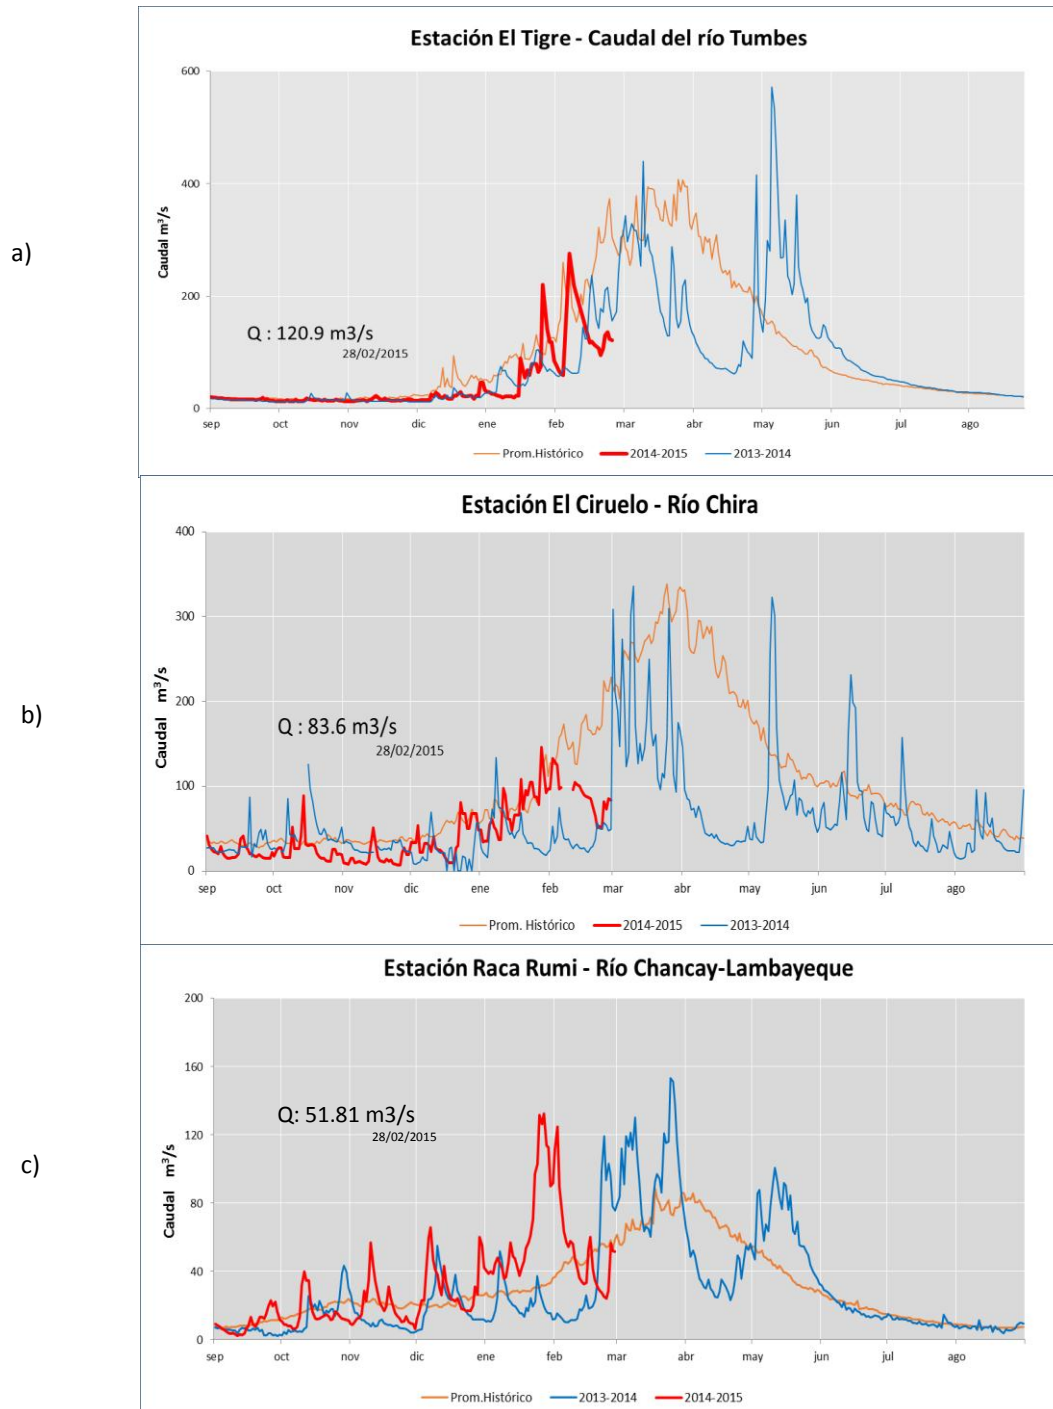 a)
Estación El Tigre - Caudal del río Tumbes
600
400
200
0
Caudal m³/s
Q : 120.9 m3/s
28/02/2015
sep oct nov dic ene feb mar abr may jun jul ago
Prom.Histórico 2014-2015 2013-2014
b)
Estación El Ciruelo - Río Chira
400
300
200
100
0
Caudal m³/s
Q : 83.6 m3/s
28/02/2015
sep oct nov dic ene feb mar abr may jun jul ago
Prom. Histórico 2014-2015 2013-2014
c)
Estación Raca Rumi - Río Chancay-Lambayeque
200
160
120
80
40
0
Caudal m³/s
Q: 51.81 m3/s
28/02/2015
sep oct nov dic ene feb mar abr may jun jul ago
Prom.Histórico 2013-2014 2014-2015